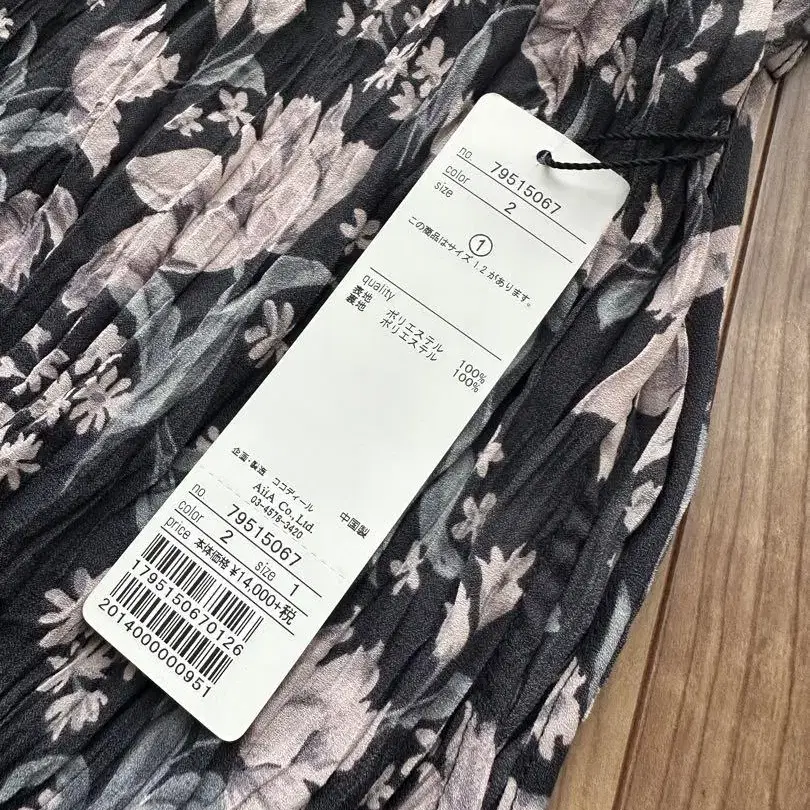 no 79515067
color 2
size ①
この商品はサイズ1.2があります。
quality
表地 ポリエステル 100%
裏地 ポリエステル 100%
企画・製造 ココディール
AiiA Co.,Ltd.
03-4578-3420
中国製
no 79515067
color 2 size 1
price 本体価格 ¥14,000+税
1795150670126
2014000000951